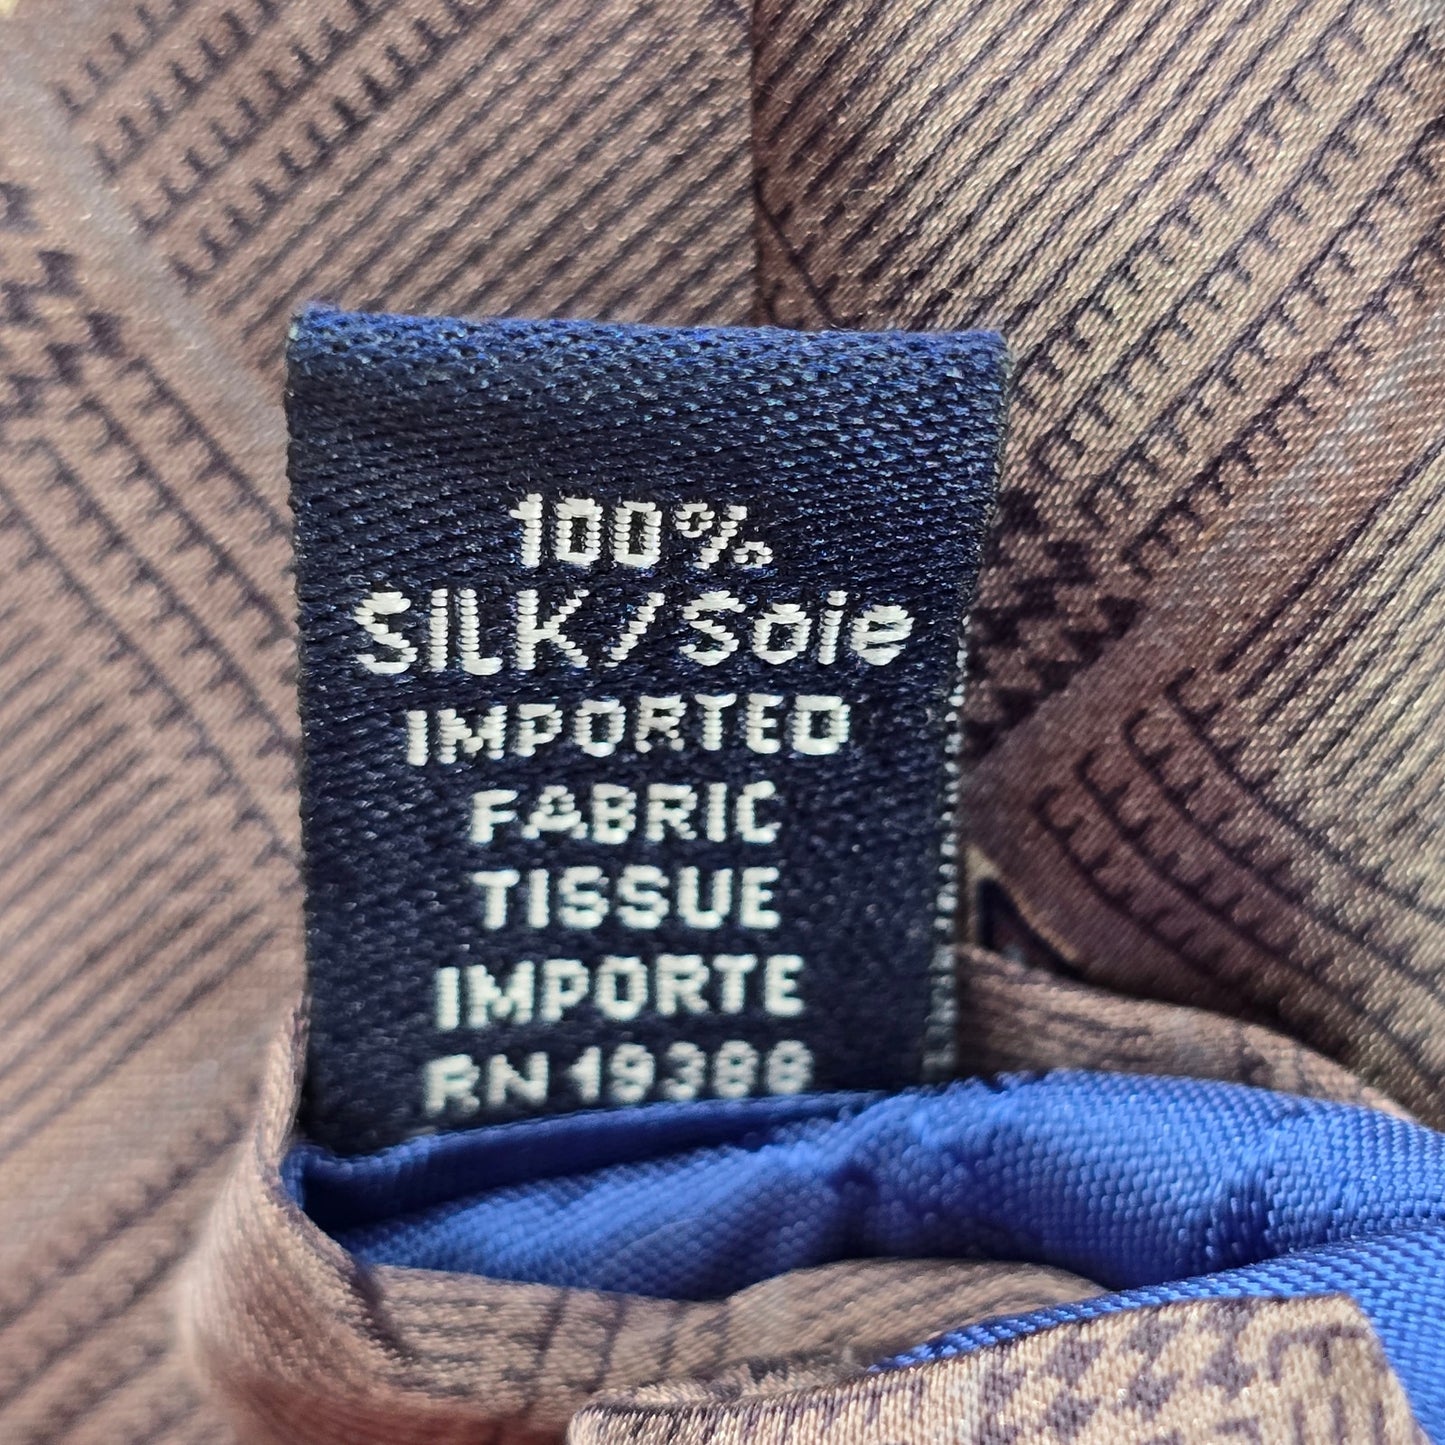 100%
SILK/Soie
IMPORTED
FABRIC
TISSUE
IMPORTE
RN 19388